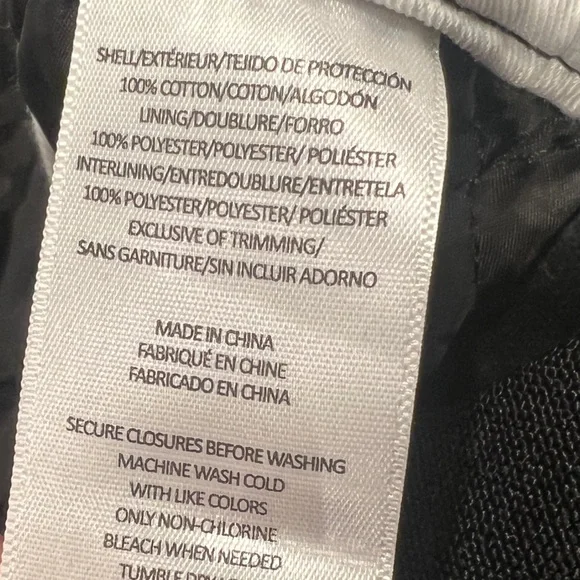 SHELL/EXTÉRIEUR/TEJIDO DE PROTECCIÓN
100% COTTON/COTON/ALGODÓN
LINING/DOUBLURE/FORRO
100% POLYESTER/POLYESTER/ POLIÉSTER
INTERLINING/ENTREDOUBLURE/ENTRETELA
100% POLYESTER/POLYESTER/ POLIÉSTER
EXCLUSIVE OF TRIMMING/
SANS GARNITURE/SIN INCLUIR ADORNO
MADE IN CHINA
FABRIQUÉ EN CHINE
FABRICADO EN CHINA
SECURE CLOSURES BEFORE WASHING
MACHINE WASH COLD
WITH LIKE COLORS
ONLY NON-CHLORINE
BLEACH WHEN NEEDED
TUMBLE DRY